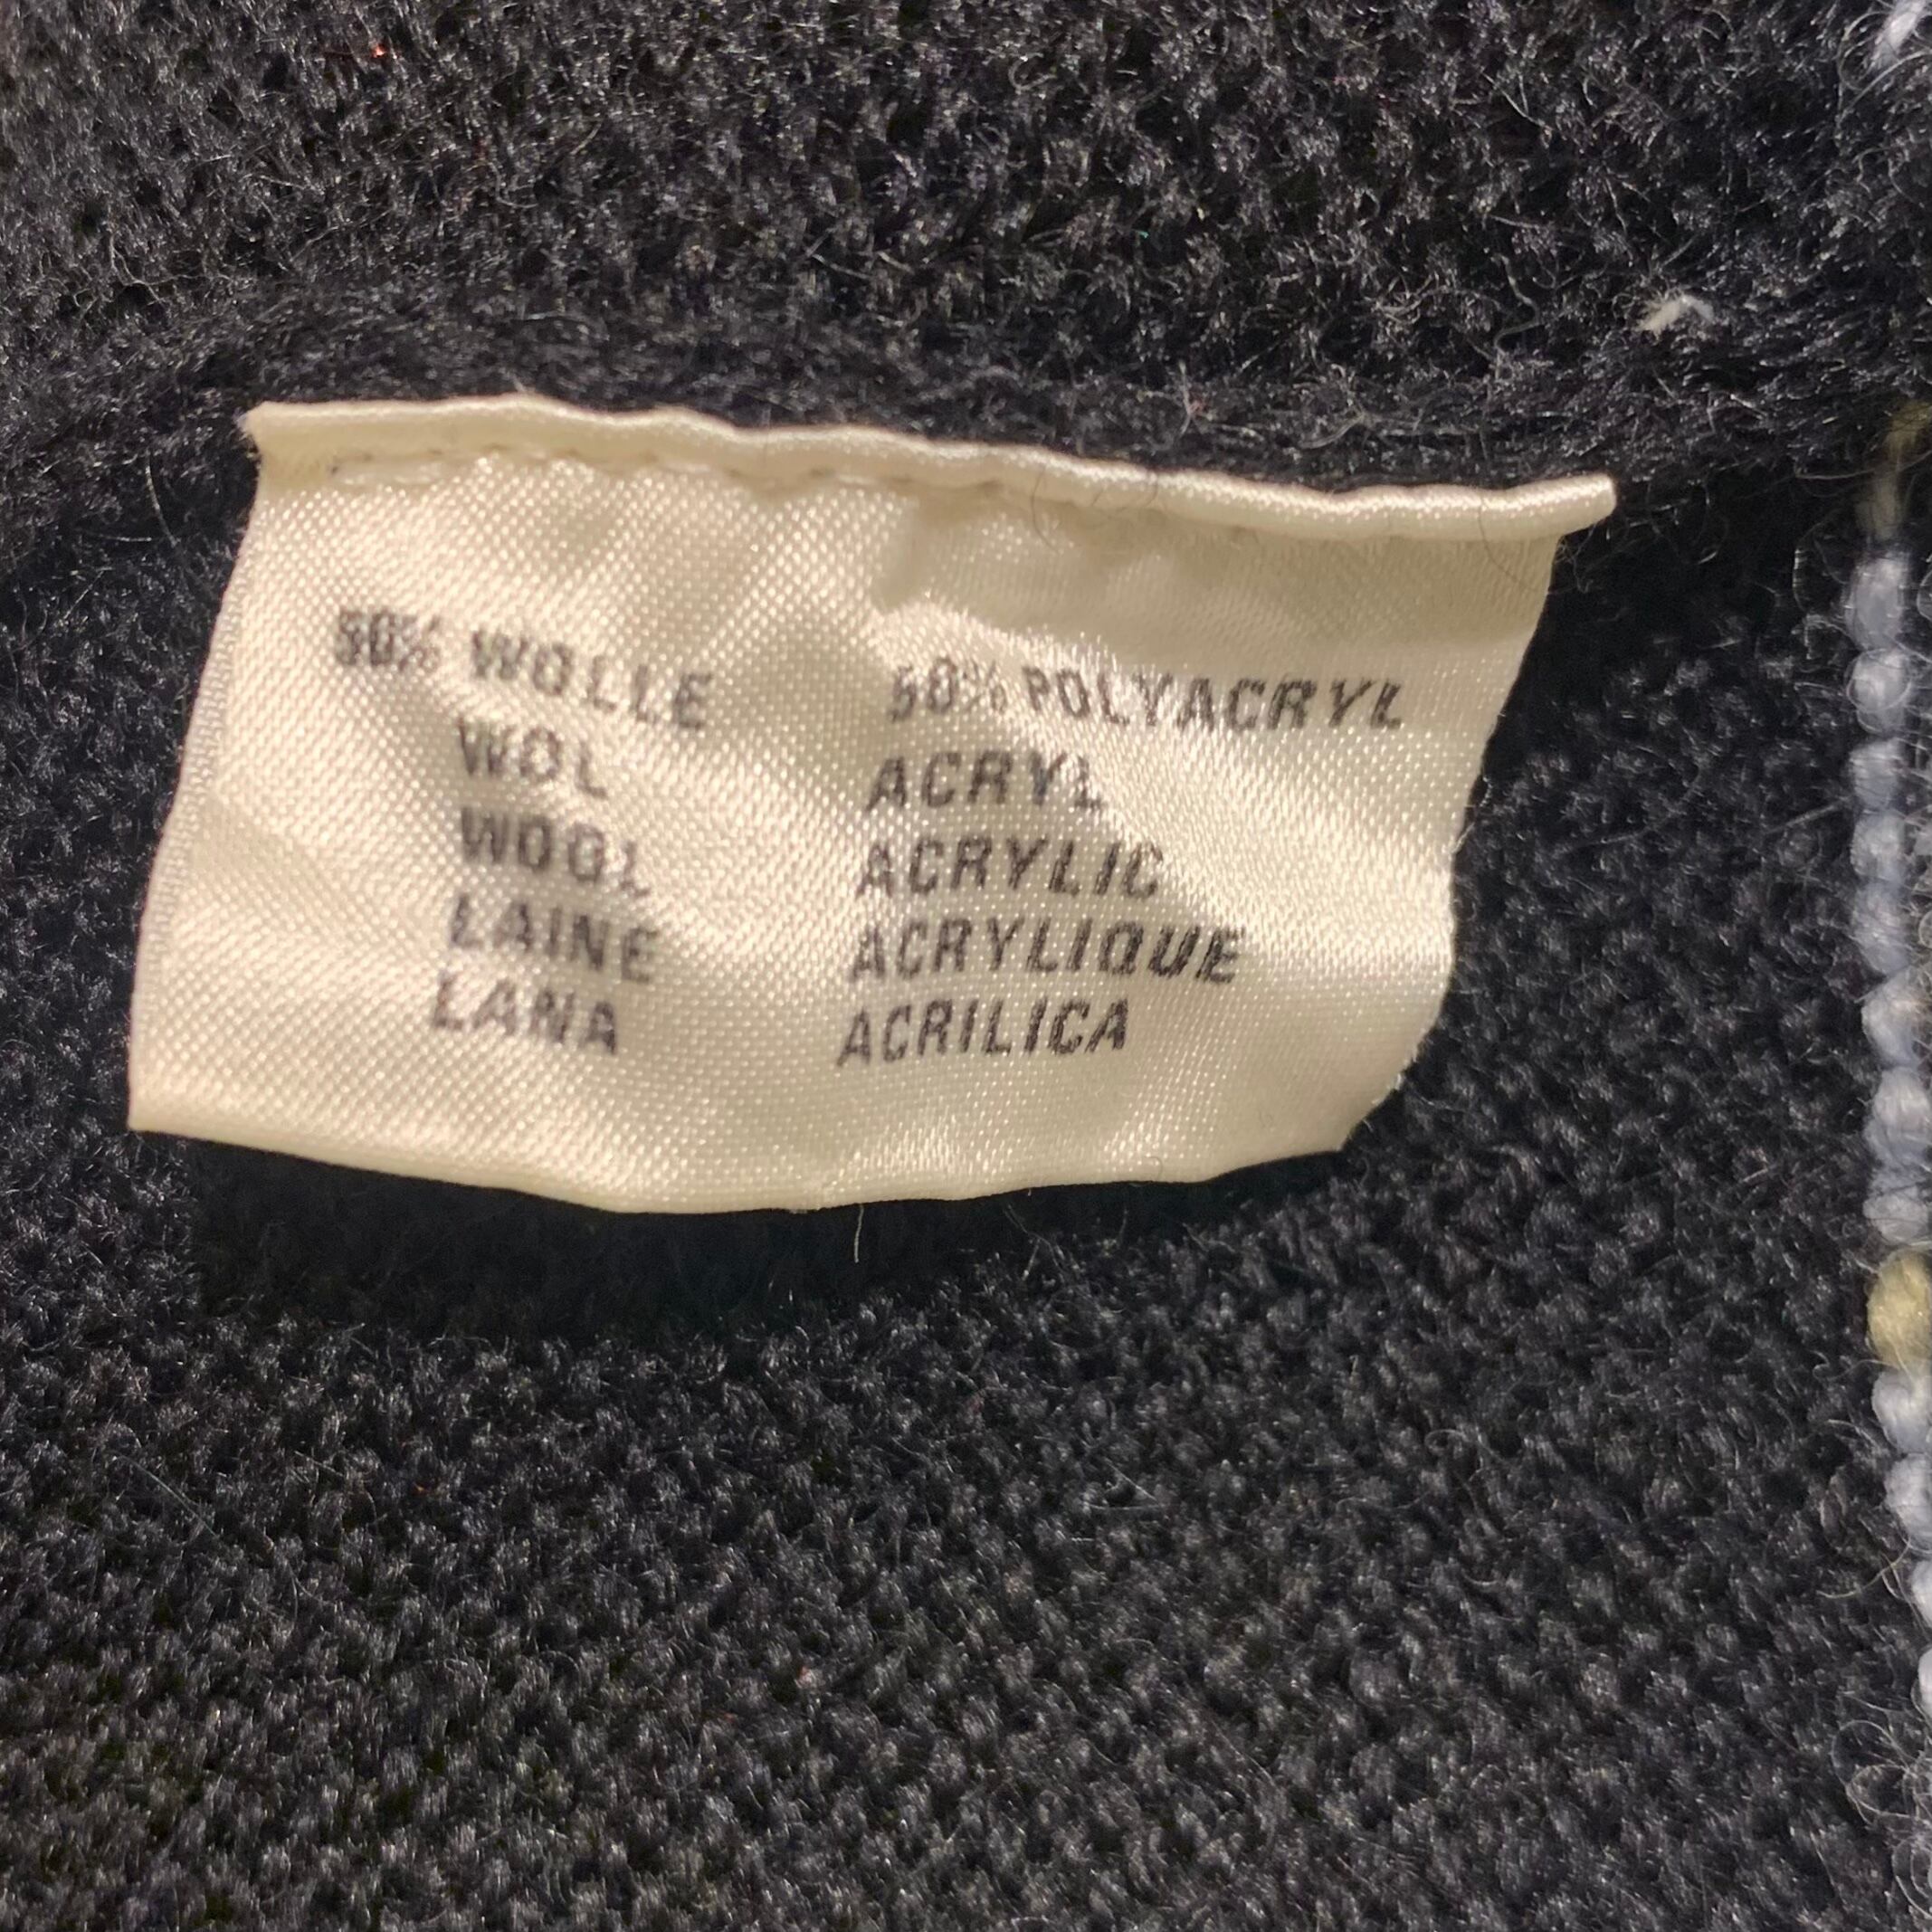 50% WOLLE 50% POLYACRYL
WOL ACRYL
WOOL ACRYLIC
LAINE ACRYLIQUE
LANA ACRILICA